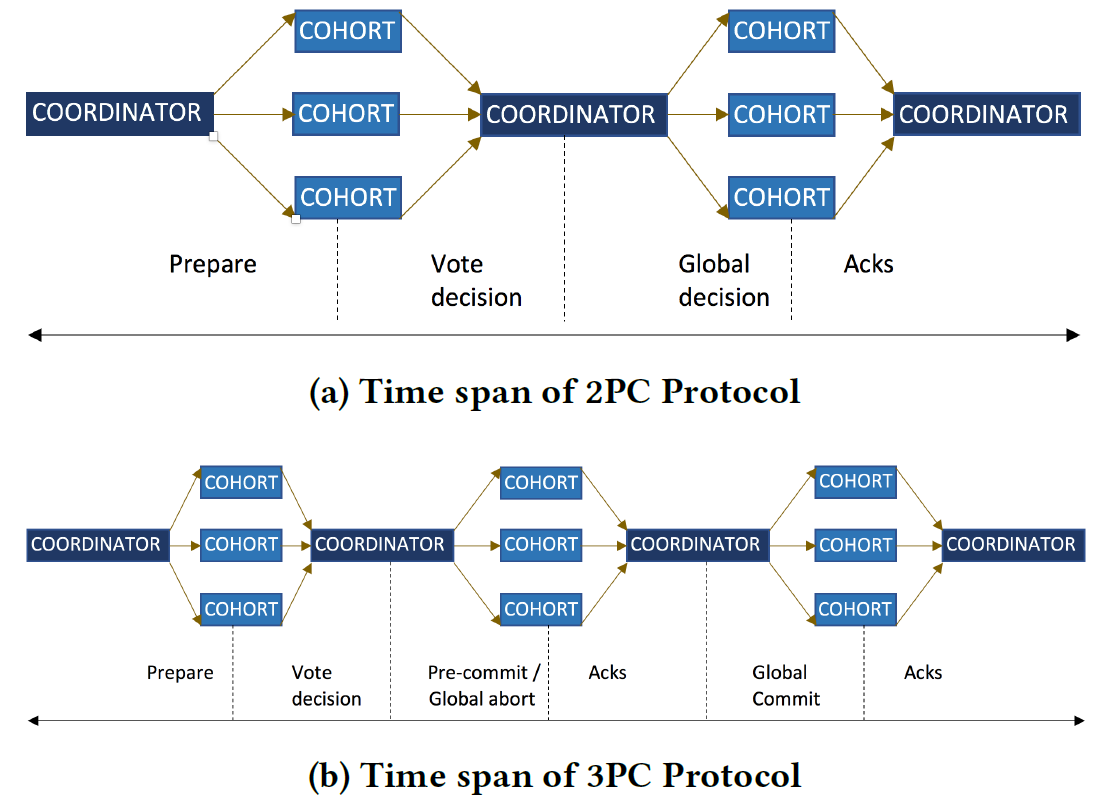 COHORT COHORT
COORDINATOR COHORT COORDINATOR COHORT COORDINATOR
COHORT COHORT
Prepare Vote Global Acks
decision decision
(a) Time span of 2PC Protocol
COHORT COHORT COHORT
COORDINATOR COHORT COORDINATOR COHORT COORDINATOR COHORT COORDINATOR
COHORT COHORT COHORT
Prepare Vote Pre-commit / Acks Global Acks
decision Global abort Commit
(b) Time span of 3PC Protocol